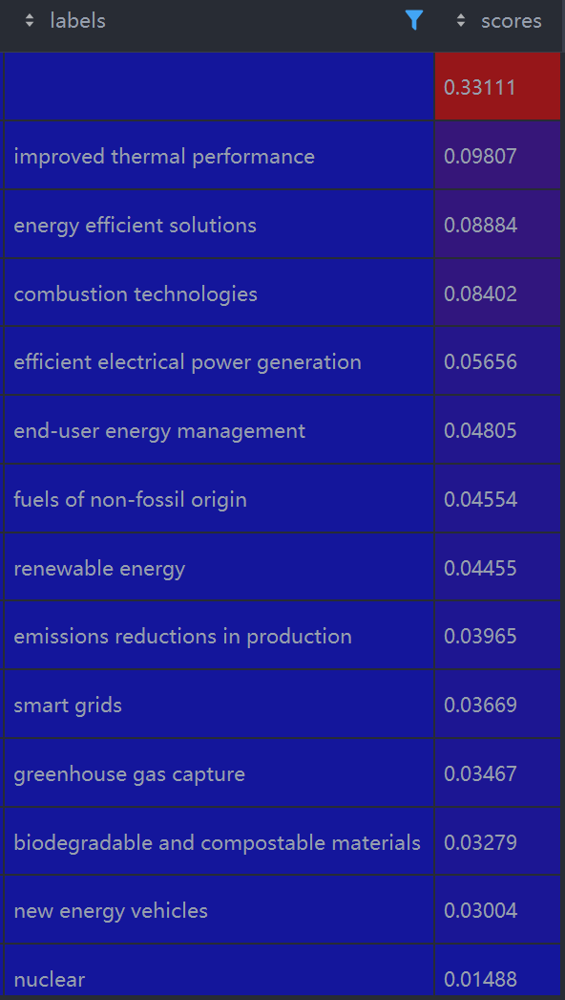 labels scores
0.33111
improved thermal performance 0.09807
energy efficient solutions 0.08884
combustion technologies 0.08402
efficient electrical power generation 0.05656
end-user energy management 0.04805
fuels of non-fossil origin 0.04554
renewable energy 0.04455
emissions reductions in production 0.03965
smart grids 0.03669
greenhouse gas capture 0.03467
biodegradable and compostable materials 0.03279
new energy vehicles 0.03004
nuclear 0.01488